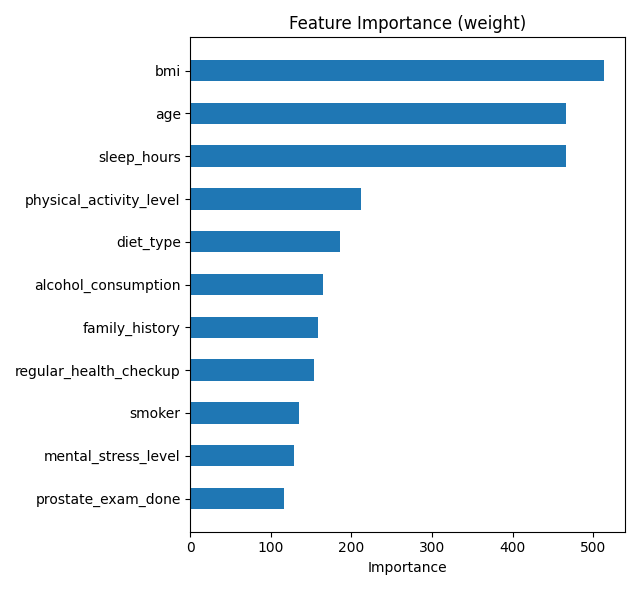 Feature Importance (weight)
bmi
age
sleep_hours
physical_activity_level
diet_type
alcohol_consumption
family_history
regular_health_checkup
smoker
mental_stress_level
prostate_exam_done
0 100 200 300 400 500
Importance